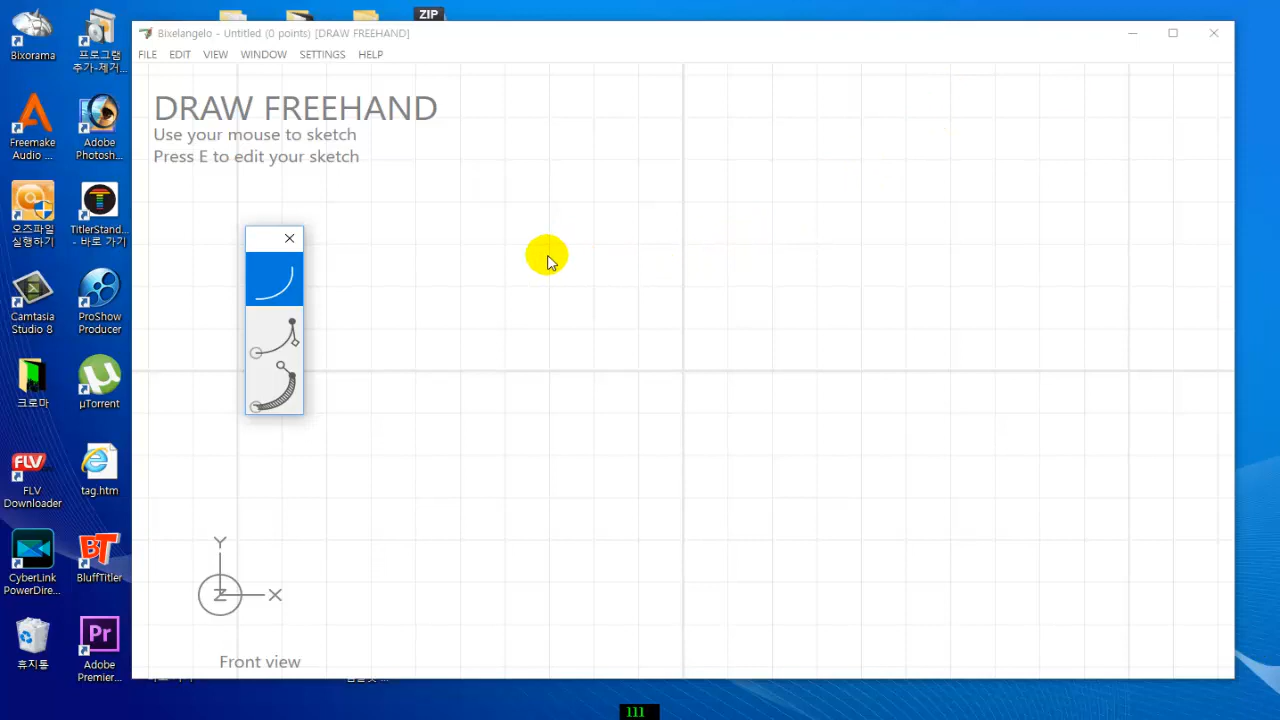 ZIP
Bixelangelo - Untitled (0 points) [DRAW FREEHAND]
FILE EDIT VIEW WINDOW SETTINGS HELP
DRAW FREEHAND
Use your mouse to sketch
Press E to edit your sketch
Y
Z
X
Front view
Bixorama
프로그램
추가-제거...
Freemake
Audio ...
Adobe
Photosh...
오즈파일
실행하기
TitlerStand...
- 바로 가기
Camtasia
Studio 8
ProShow
Producer
크로마
µTorrent
FLV
FLV
Downloader
tag.htm
CyberLink
PowerDire...
BT
BluffTitler
휴지통
Pr
Adobe
Premier...
111